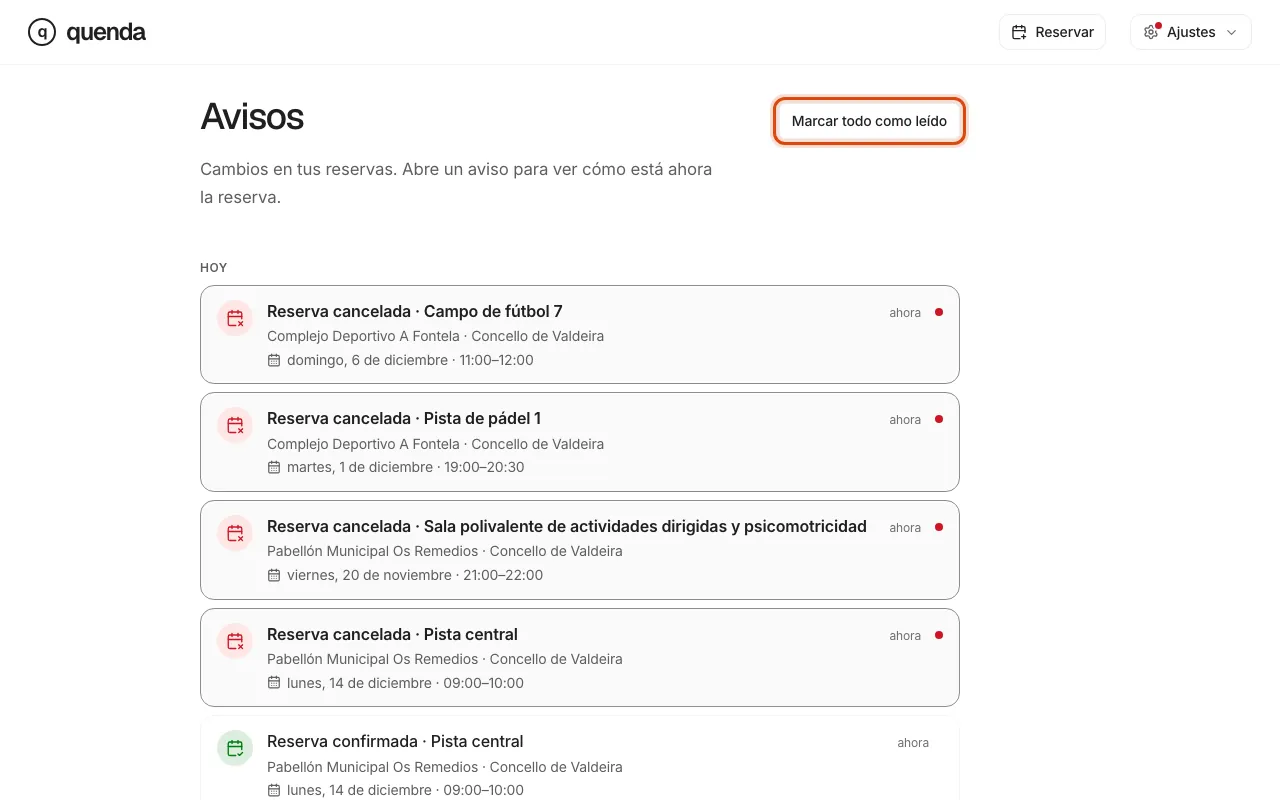 q quenda
Reservar
Ajustes
Avisos
Marcar todo como leído
Cambios en tus reservas. Abre un aviso para ver cómo está ahora
la reserva.
HOY
Reserva cancelada · Campo de fútbol 7
ahora
Complejo Deportivo A Fontela · Concello de Valdeira
domingo, 6 de diciembre · 11:00–12:00
Reserva cancelada · Pista de pádel 1
ahora
Complejo Deportivo A Fontela · Concello de Valdeira
martes, 1 de diciembre · 19:00–20:30
Reserva cancelada · Sala polivalente de actividades dirigidas y psicomotricidad
ahora
Pabellón Municipal Os Remedios · Concello de Valdeira
viernes, 20 de noviembre · 21:00–22:00
Reserva cancelada · Pista central
ahora
Pabellón Municipal Os Remedios · Concello de Valdeira
lunes, 14 de diciembre · 09:00–10:00
Reserva confirmada · Pista central
ahora
Pabellón Municipal Os Remedios · Concello de Valdeira
lunes, 14 de diciembre · 09:00–10:00